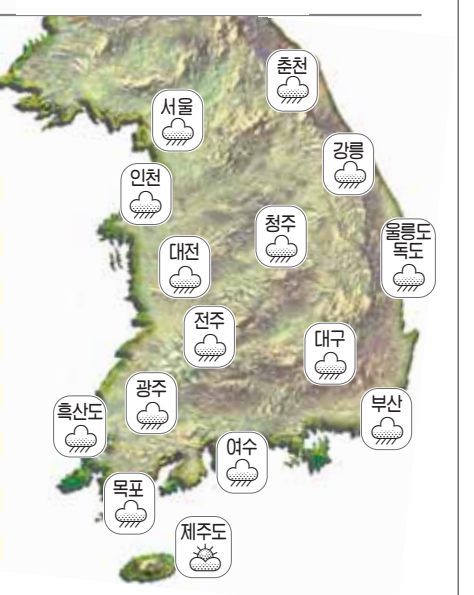 춘천
서울
강릉
인천
청주
울릉도
독도
대전
전주
대구
광주
부산
흑산도
여수
목포
제주도